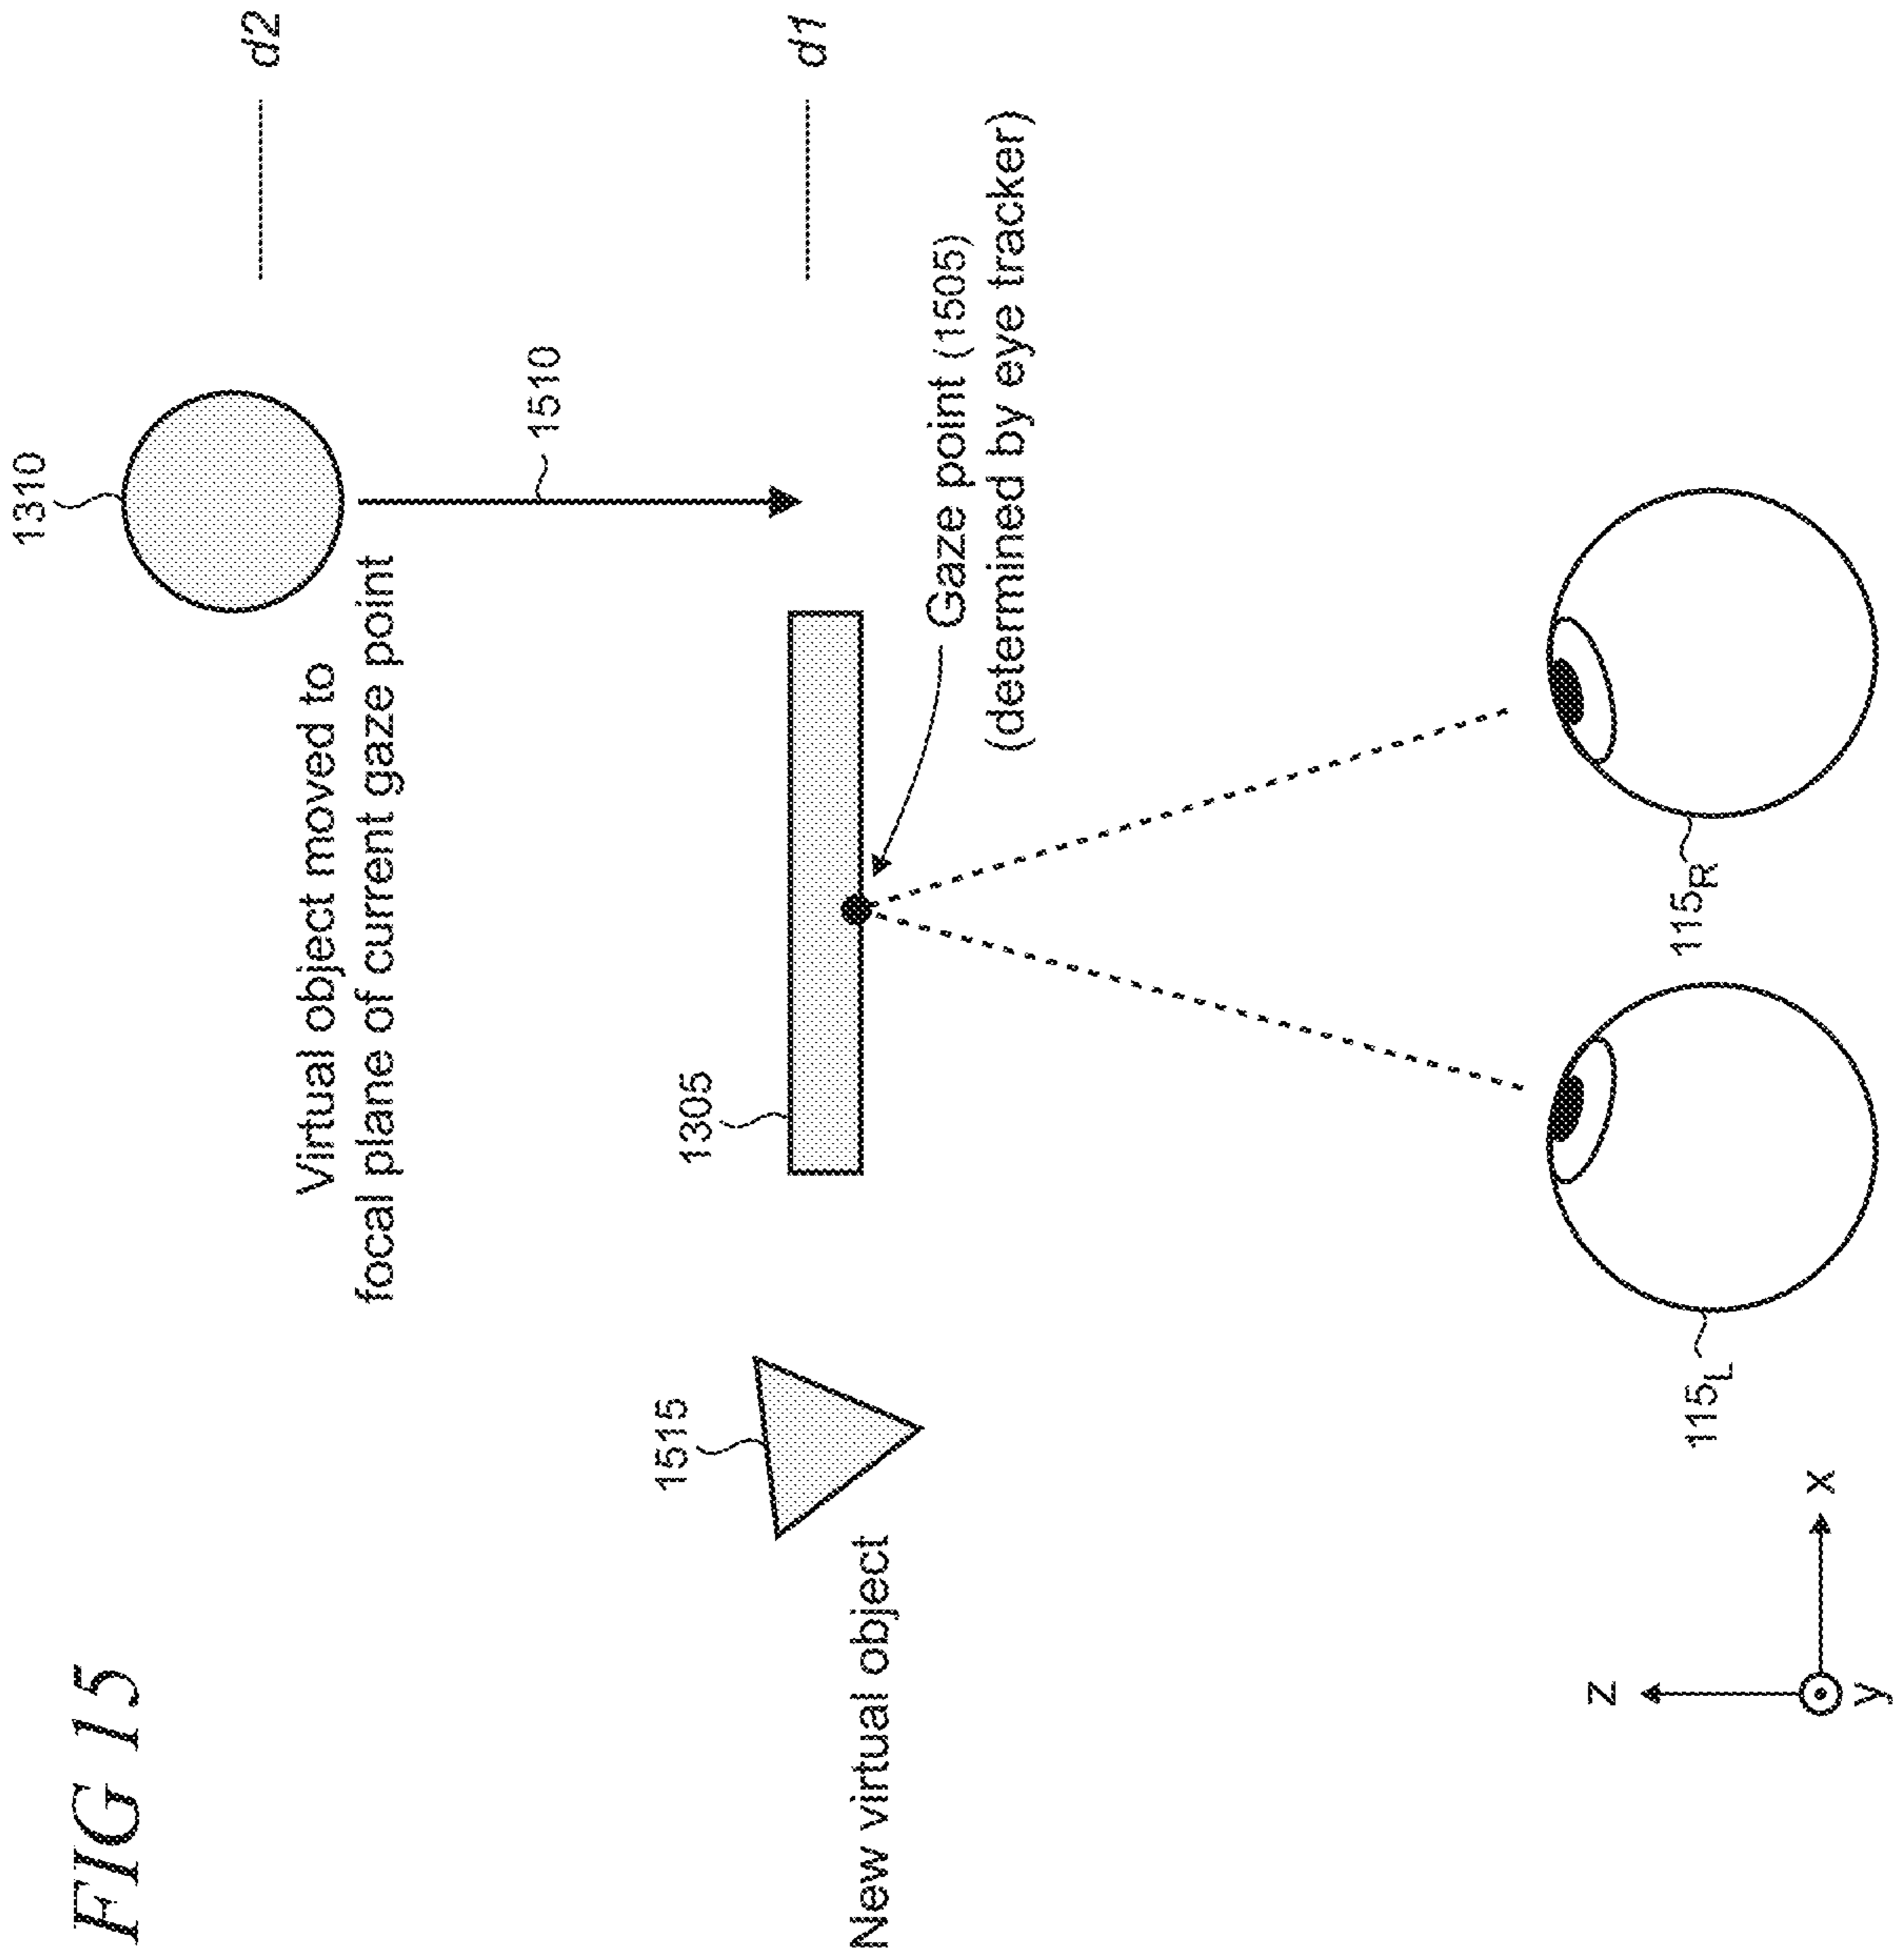 FIG 15
1310
d2
Virtual object moved to
focal plane of current gaze point
1510
1515
1305
d1
New virtual object
Gaze point (1505)
(determined by eye tracker)
115L
115R
z
x
y